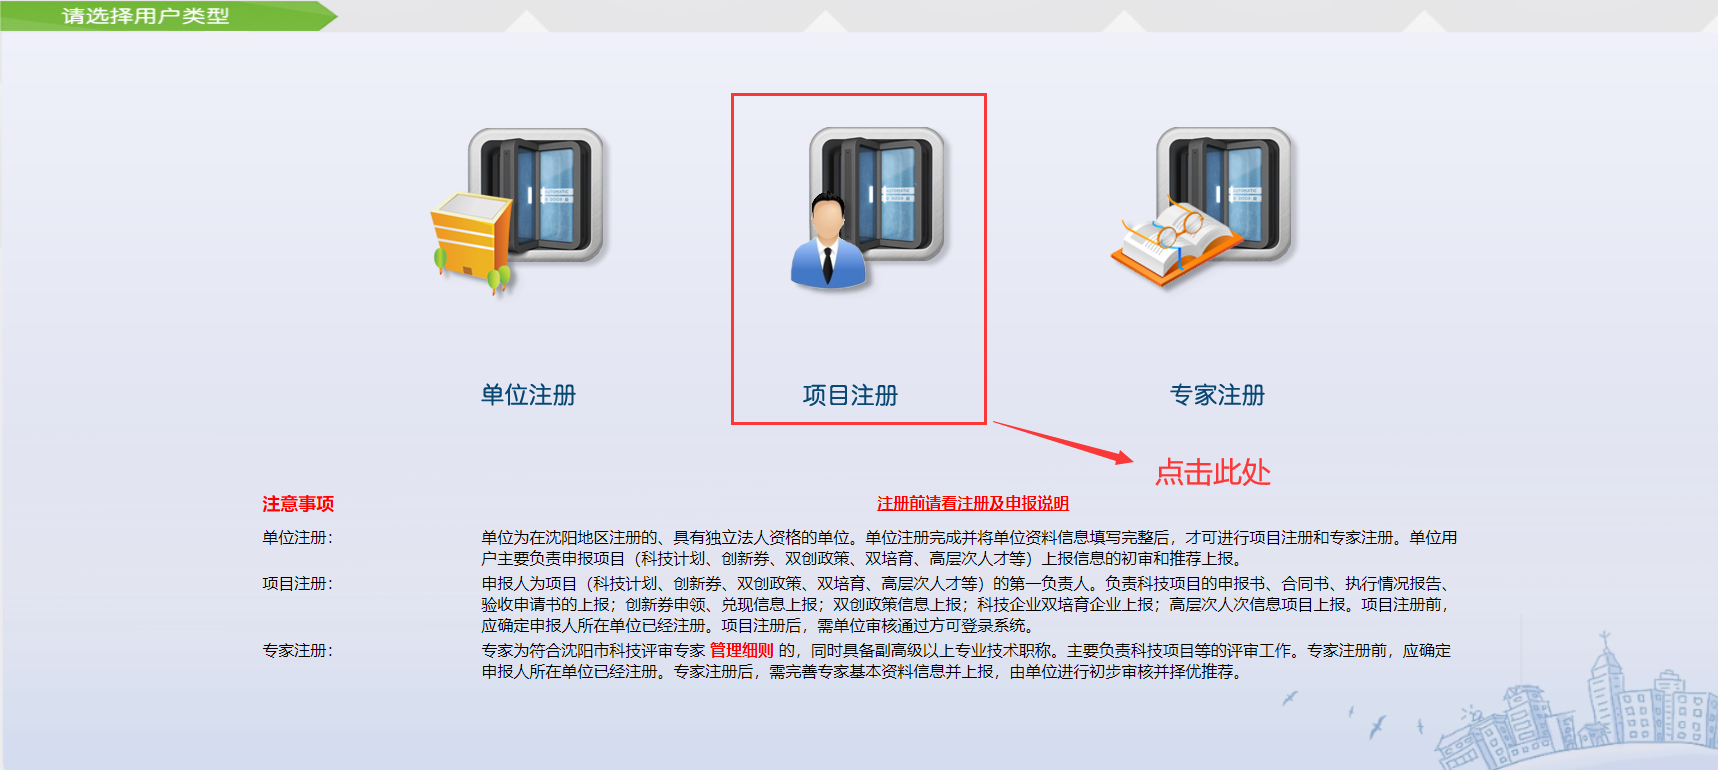 请选择用户类型
单位注册
项目注册
专家注册
点击此处
注意事项
注册前请看注册及申报说明
单位注册：
单位为在沈阳地区注册的、具有独立法人资格的单位。单位注册完成并将单位资料信息填写完整后，才可进行项目注册和专家注册。单位用
户主要负责申报项目（科技计划、创新券、双创政策、双培育、高层次人才等）上报信息的初审和推荐上报。
项目注册：
申报人为项目（科技计划、创新券、双创政策、双培育、高层次人才等）的第一负责人。负责科技项目的申报书、合同书、执行情况报告、
验收申请书的上报；创新券申领、兑现信息上报；双创政策信息上报；科技企业双培育企业上报；高层次人次信息项目上报。项目注册前，
应确定申报人所在单位已经注册。项目注册后，需单位审核通过方可登录系统。
专家注册：
专家为符合沈阳市科技评审专家 管理细则 的，同时具备副高级以上专业技术职称。主要负责科技项目等的评审工作。专家注册前，应确定
申报人所在单位已经注册。专家注册后，需完善专家基本资料信息并上报，由单位进行初步审核并择优推荐。